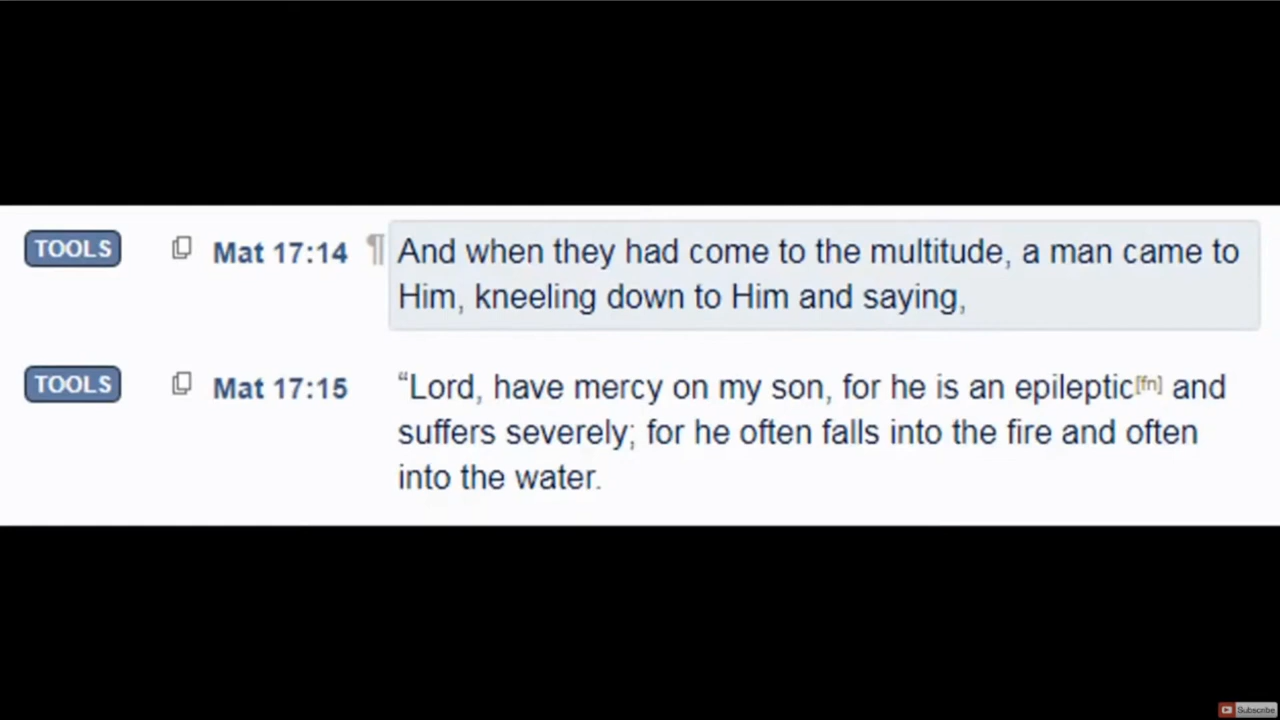 TOOLS Mat 17:14 ¶ And when they had come to the multitude, a man came to
Him, kneeling down to Him and saying,
TOOLS Mat 17:15 “Lord, have mercy on my son, for he is an epileptic[fn] and
suffers severely; for he often falls into the fire and often
into the water.
Subscribe